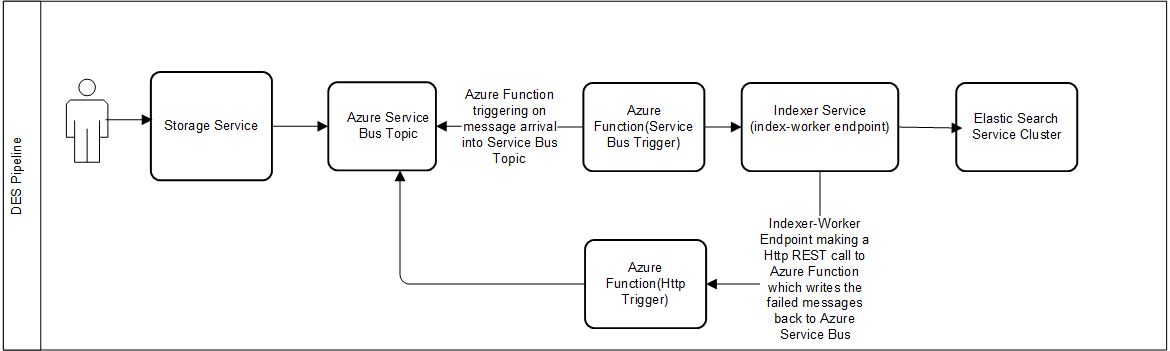 DES Pipeline
Storage Service
Azure Service
Bus Topic
Azure Function
triggering on
message arrival
into Service Bus
Topic
Azure
Function(Service
Bus Trigger)
Indexer Service
(index-worker endpoint)
Elastic Search
Service Cluster
Azure
Function(Http
Trigger)
Indexer-Worker
Endpoint making a
Http REST call to
Azure Function
which writes the
failed messages
back to Azure
Service Bus